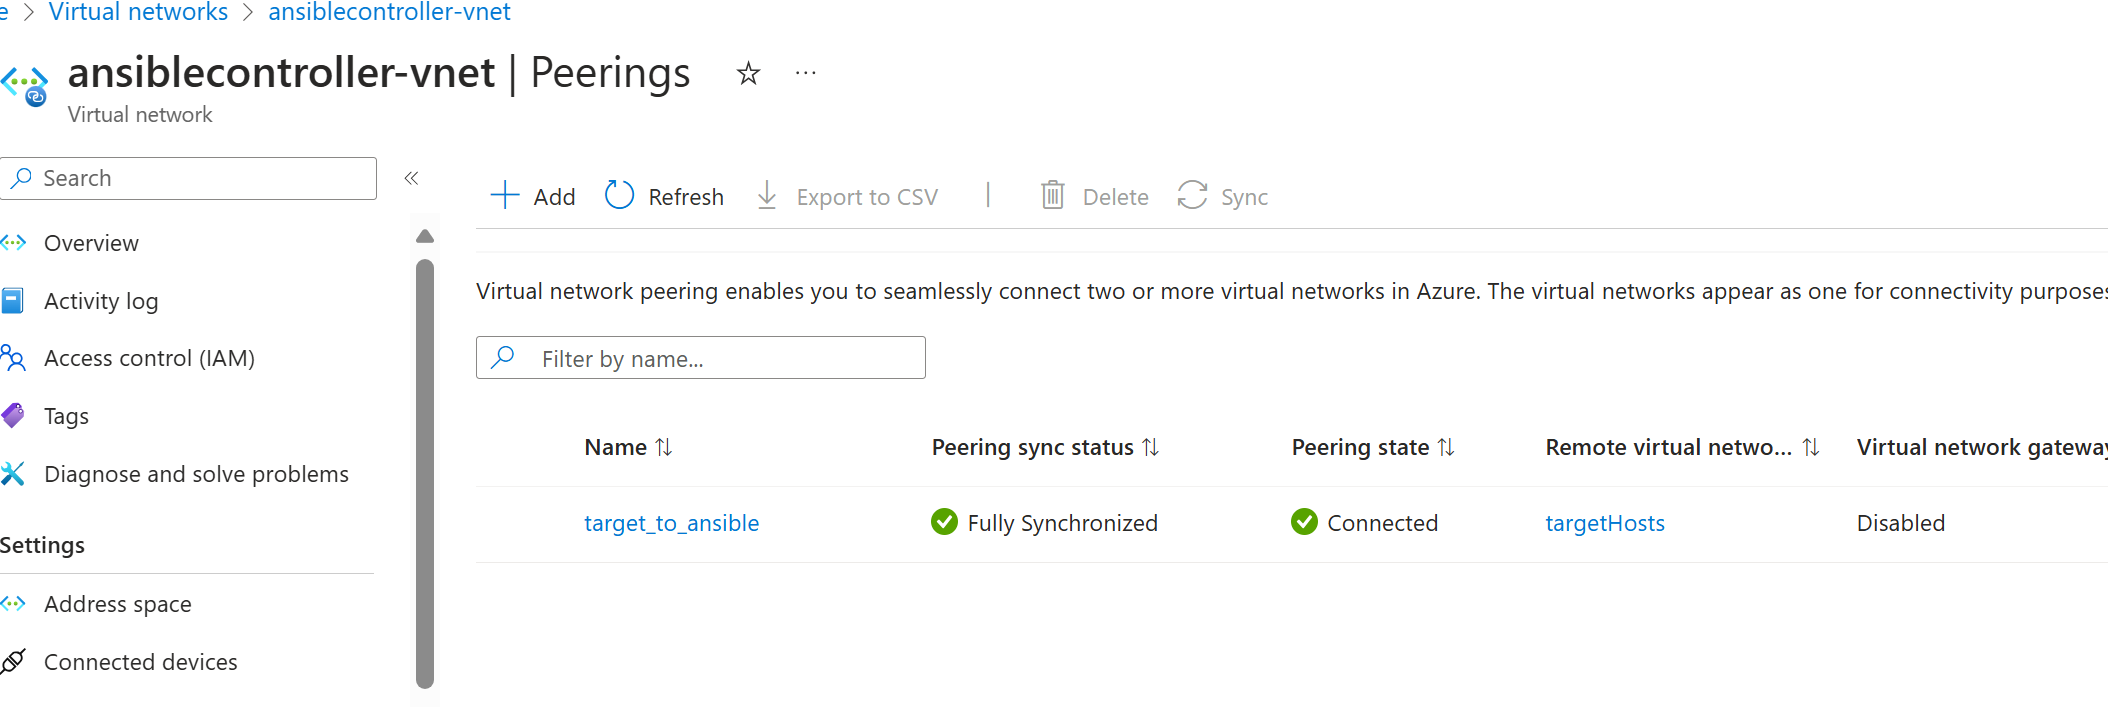 e > Virtual networks > ansiblecontroller-vnet
ansiblecontroller-vnet | Peerings
Virtual network
Search
Add
Refresh
Export to CSV
Delete
Sync
Overview
Activity log
Access control (IAM)
Tags
Diagnose and solve problems
Settings
Address space
Connected devices
Virtual network peering enables you to seamlessly connect two or more virtual networks in Azure. The virtual networks appear as one for connectivity purposes
Filter by name...
Name Peering sync status Peering state Remote virtual netwo... Virtual network gateway
target_to_ansible Fully Synchronized Connected targetHosts Disabled